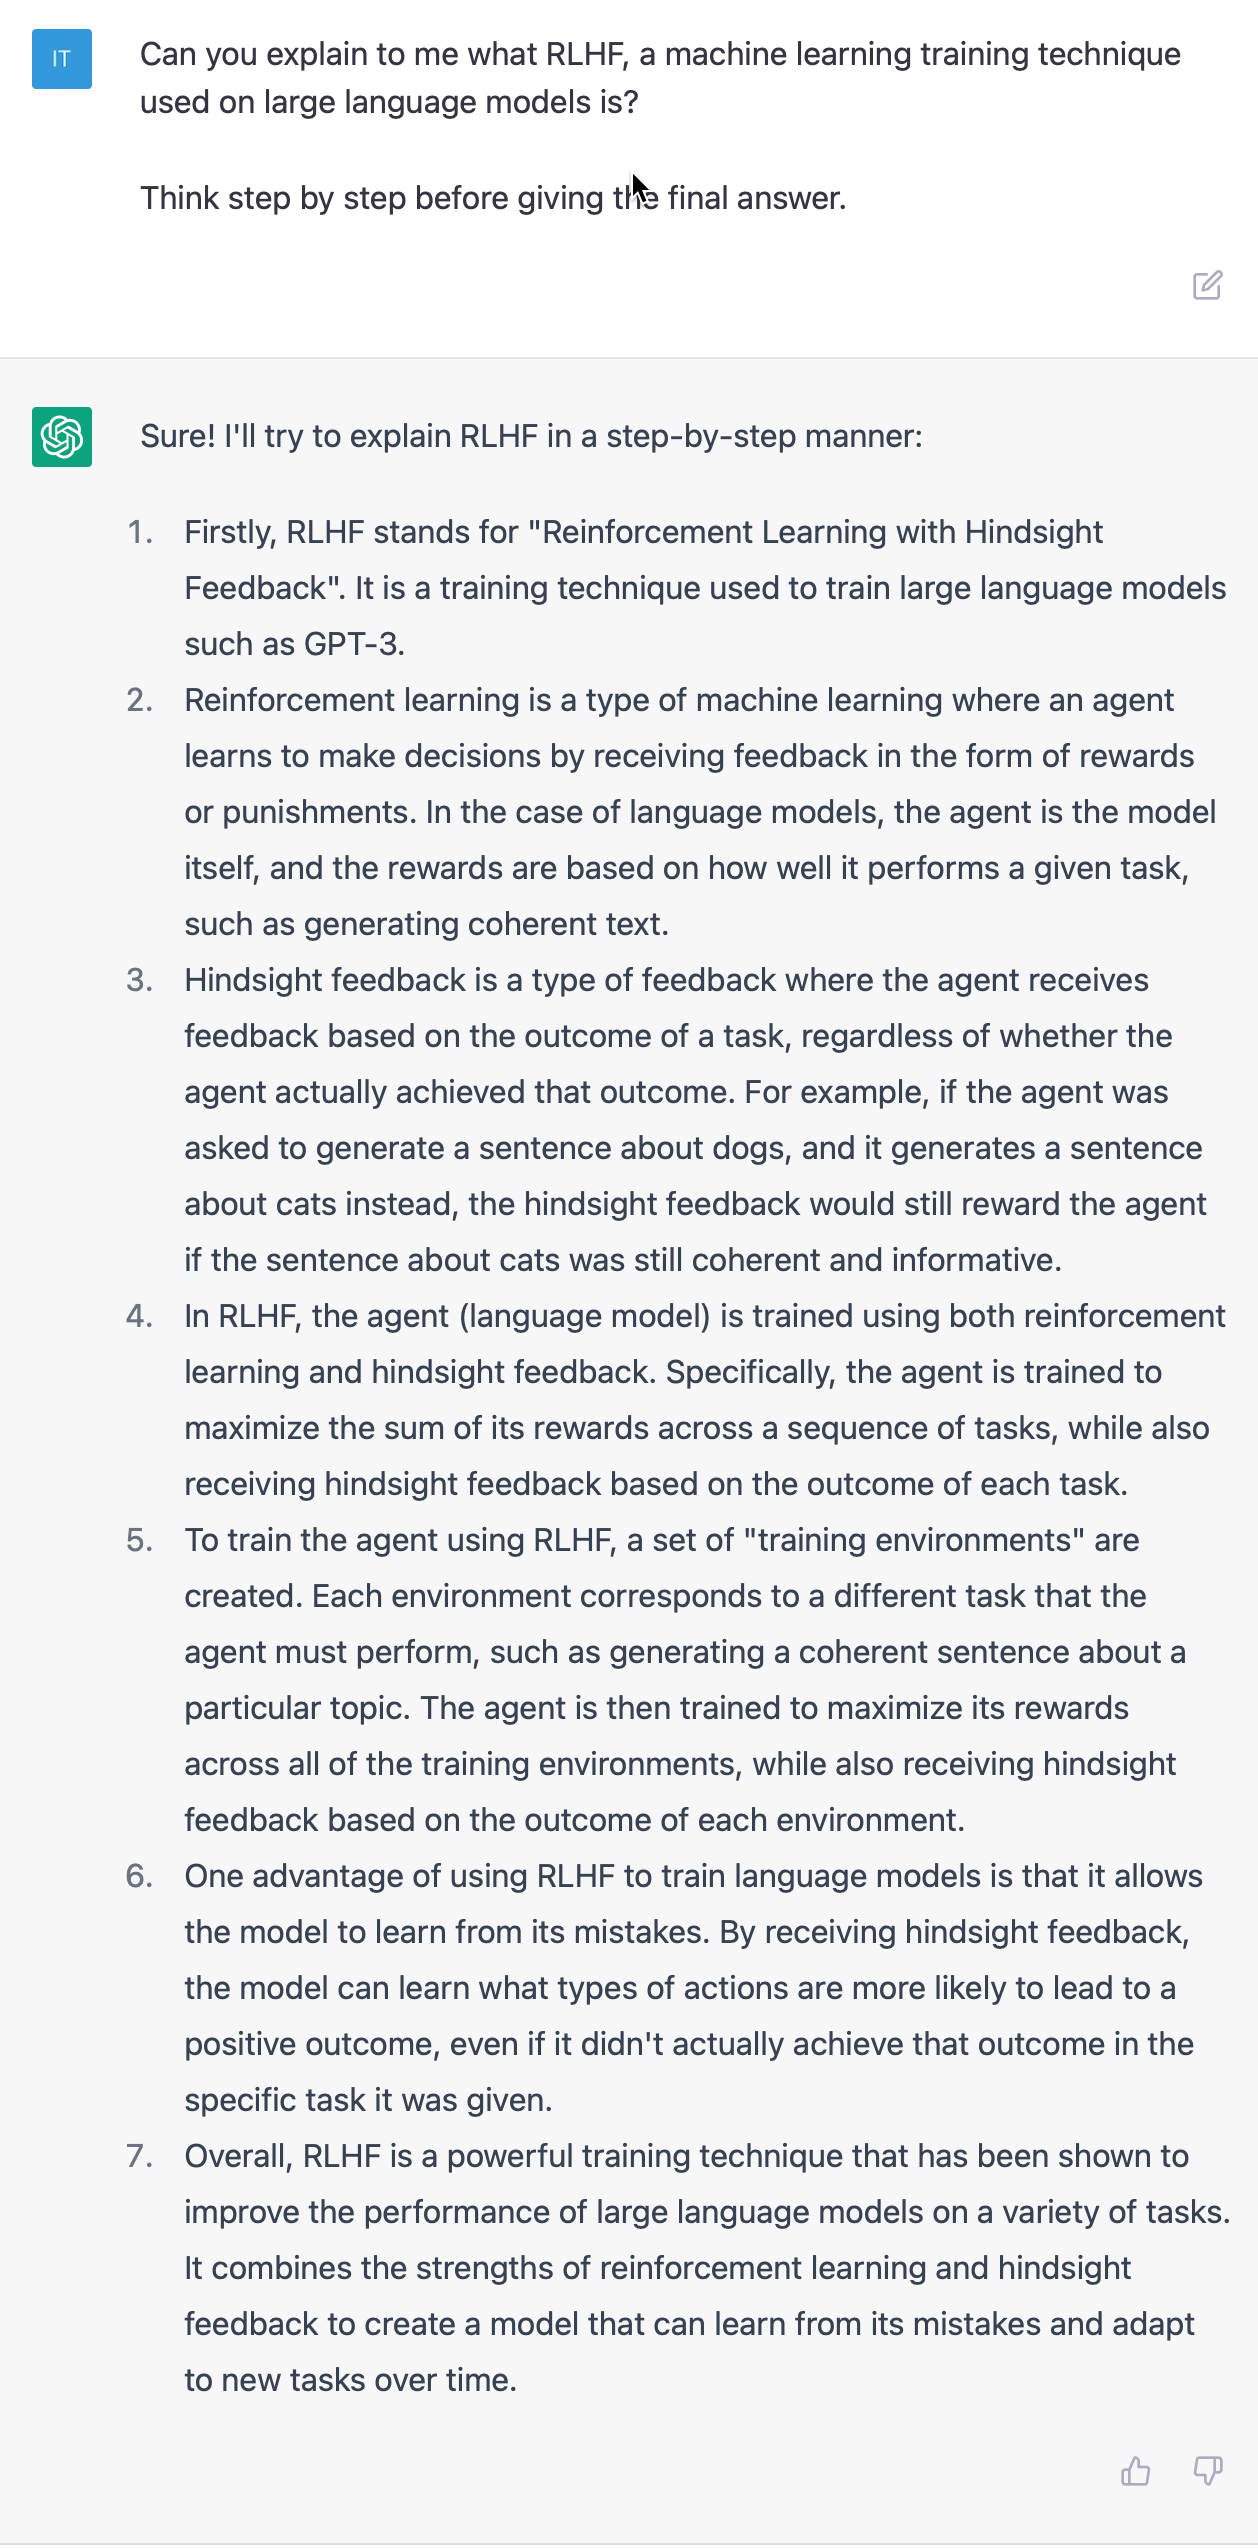 IT
Can you explain to me what RLHF, a machine learning training technique
used on large language models is?
Think step by step before giving the final answer.
Sure! I'll try to explain RLHF in a step-by-step manner:
1. Firstly, RLHF stands for "Reinforcement Learning with Hindsight
Feedback". It is a training technique used to train large language models
such as GPT-3.
2. Reinforcement learning is a type of machine learning where an agent
learns to make decisions by receiving feedback in the form of rewards
or punishments. In the case of language models, the agent is the model
itself, and the rewards are based on how well it performs a given task,
such as generating coherent text.
3. Hindsight feedback is a type of feedback where the agent receives
feedback based on the outcome of a task, regardless of whether the
agent actually achieved that outcome. For example, if the agent was
asked to generate a sentence about dogs, and it generates a sentence
about cats instead, the hindsight feedback would still reward the agent
if the sentence about cats was still coherent and informative.
4. In RLHF, the agent (language model) is trained using both reinforcement
learning and hindsight feedback. Specifically, the agent is trained to
maximize the sum of its rewards across a sequence of tasks, while also
receiving hindsight feedback based on the outcome of each task.
5. To train the agent using RLHF, a set of "training environments" are
created. Each environment corresponds to a different task that the
agent must perform, such as generating a coherent sentence about a
particular topic. The agent is then trained to maximize its rewards
across all of the training environments, while also receiving hindsight
feedback based on the outcome of each environment.
6. One advantage of using RLHF to train language models is that it allows
the model to learn from its mistakes. By receiving hindsight feedback,
the model can learn what types of actions are more likely to lead to a
positive outcome, even if it didn't actually achieve that outcome in the
specific task it was given.
7. Overall, RLHF is a powerful training technique that has been shown to
improve the performance of large language models on a variety of tasks.
It combines the strengths of reinforcement learning and hindsight
feedback to create a model that can learn from its mistakes and adapt
to new tasks over time.